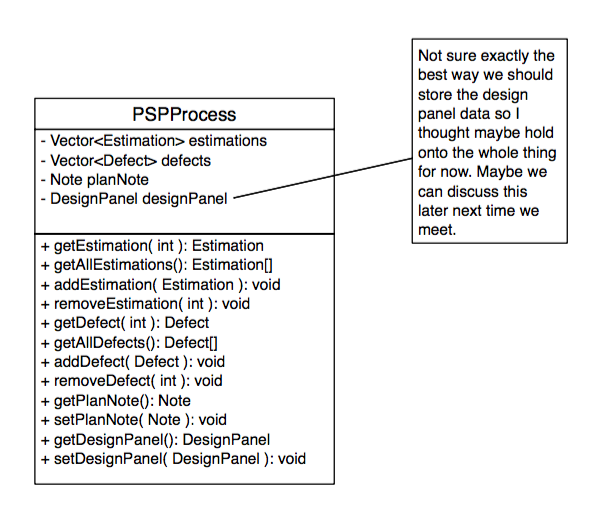 PSPProcess
- Vector<Estimation> estimations
- Vector<Defect> defects
- Note planNote
- DesignPanel designPanel
+ getEstimation( int ): Estimation
+ getAllEstimations(): Estimation[]
+ addEstimation( Estimation ): void
+ removeEstimation( int ): void
+ getDefect( int ): Defect
+ getAllDefects(): Defect[]
+ addDefect( Defect ): void
+ removeDefect( int ): void
+ getPlanNote(): Note
+ setPlanNote( Note ): void
+ getDesignPanel(): DesignPanel
+ setDesignPanel( DesignPanel ): void
Not sure exactly the
best way we should
store the design
panel data so I
thought maybe hold
onto the whole thing
for now. Maybe we
can discuss this
later next time we
meet.